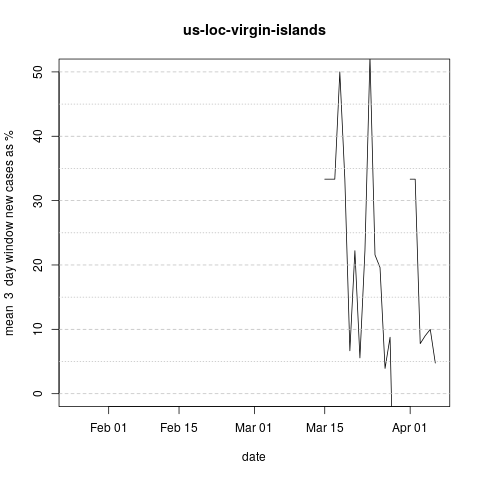 us-loc-virgin-islands
mean 3 day window new cases as %
50
40
30
20
10
0
Feb 01 Feb 15 Mar 01 Mar 15 Apr 01
date